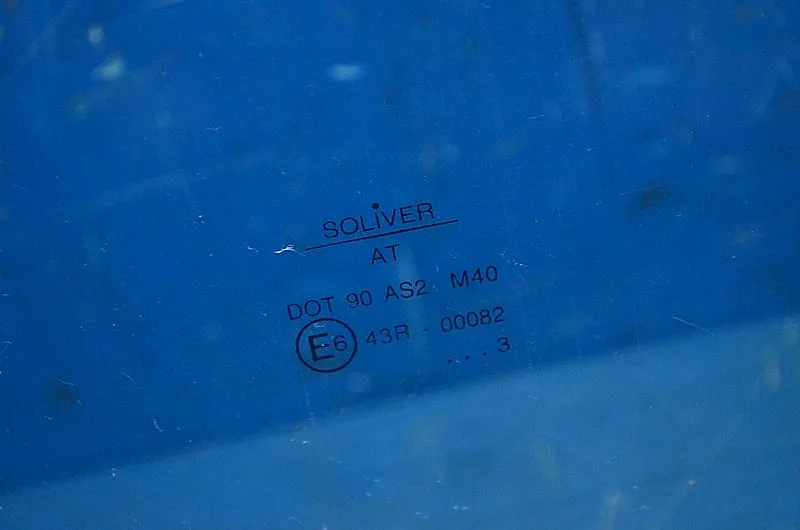 SOLiVER
AT
DOT 90 AS2 M40
E6 43R - 00082
...3